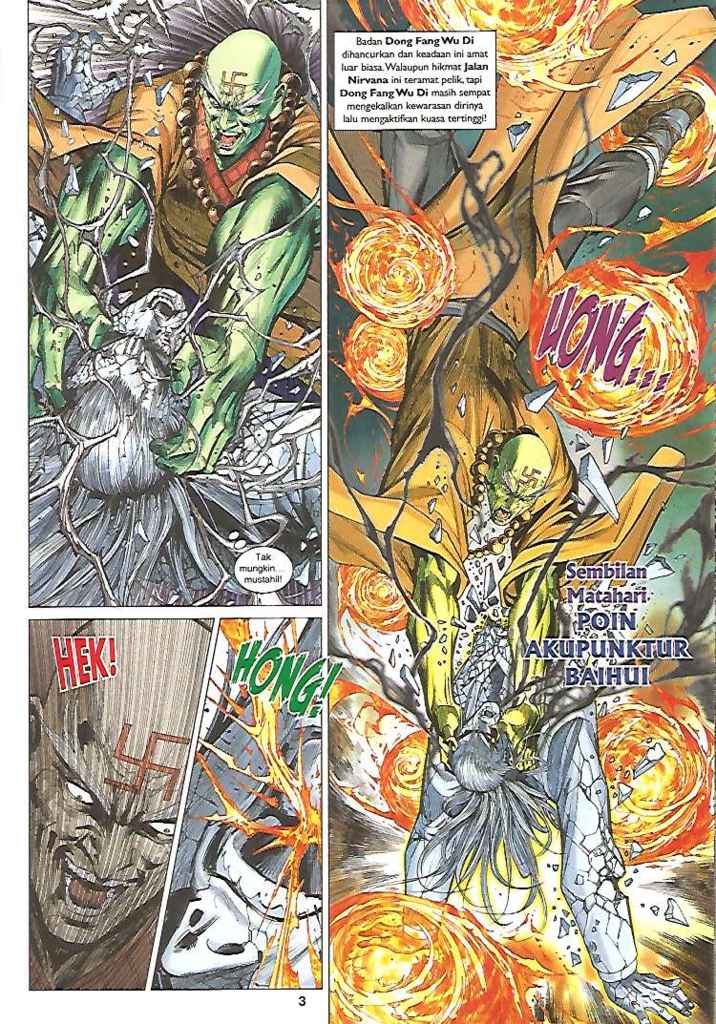 Tak
mungkin...
mustahil!
HEK!
HONG!
Badan Dong Fang Wu Di
dihancurkan dan keadaan ini amat
luar biasa. Walaupun hikmat Jalan
Nirvana ini teramat pelik, tapi
Dong Fang Wu Di masih sempat
mengekalkan kewarasan dirinya
lalu mengaktifkan kuasa tertinggi!
UONG...
Sembilan
Matahari
POIN
AKUPUNKTUR
BAIHUI
3